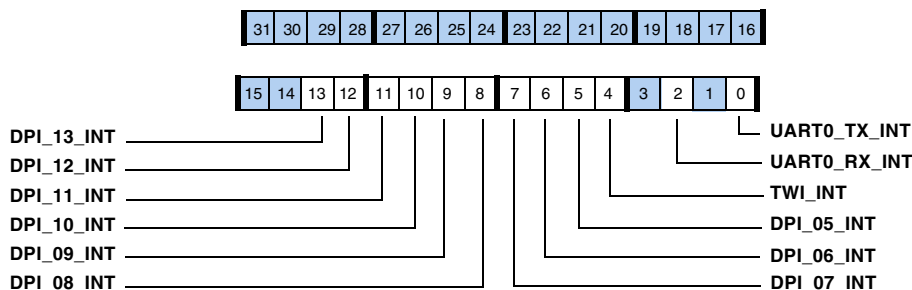 31 30 29 28 27 26 25 24 23 22 21 20 19 18 17 16
15 14 13 12 11 10 9 8 7 6 5 4 3 2 1 0
DPI_13_INT UART0_TX_INT
DPI_12_INT UART0_RX_INT
DPI_11_INT TWI_INT
DPI_10_INT DPI_05_INT
DPI_09_INT DPI_06_INT
DPI_08_INT DPI_07_INT